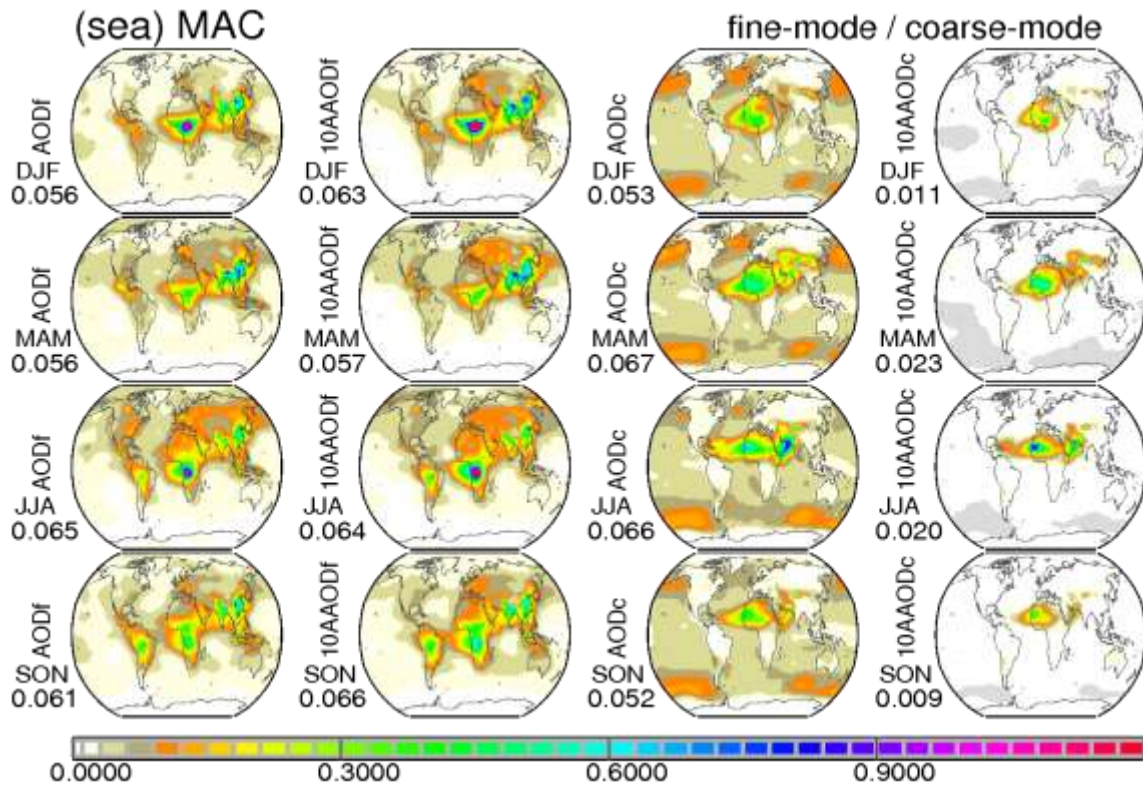 (sea) MAC
fine-mode / coarse-mode
AODf
DJF
0.056
10AAODf
DJF
0.063
AODc
DJF
0.053
10AAODc
DJF
0.011
AODf
MAM
0.056
10AAODf
MAM
0.057
AODc
MAM
0.067
10AAODc
MAM
0.023
AODf
JJA
0.065
10AAODf
JJA
0.064
AODc
JJA
0.066
10AAODc
JJA
0.020
AODf
SON
0.061
10AAODf
SON
0.066
AODc
SON
0.052
10AAODc
SON
0.009
0.0000 0.3000 0.6000 0.9000